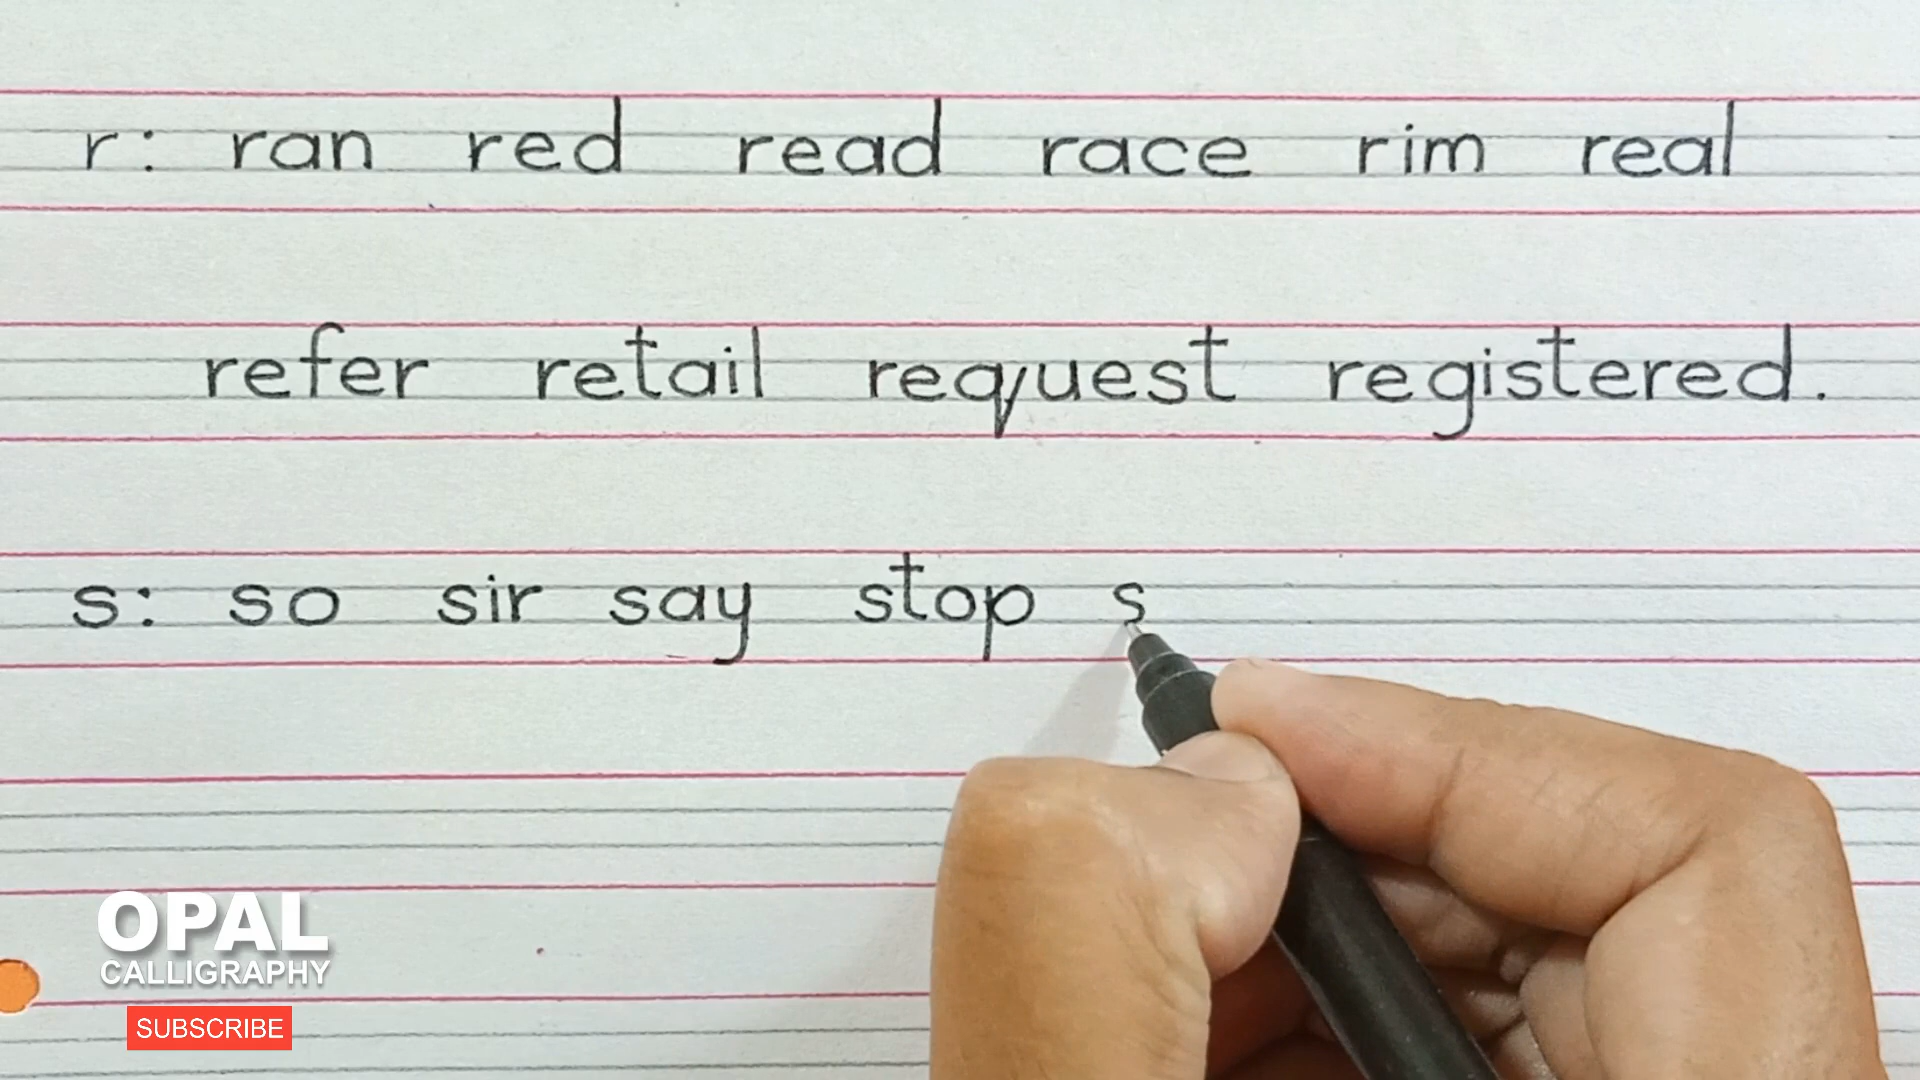 r: ran red read race rim real
refer retail request registered.
s: so sir say stop s
OPAL
CALLIGRAPHY
SUBSCRIBE